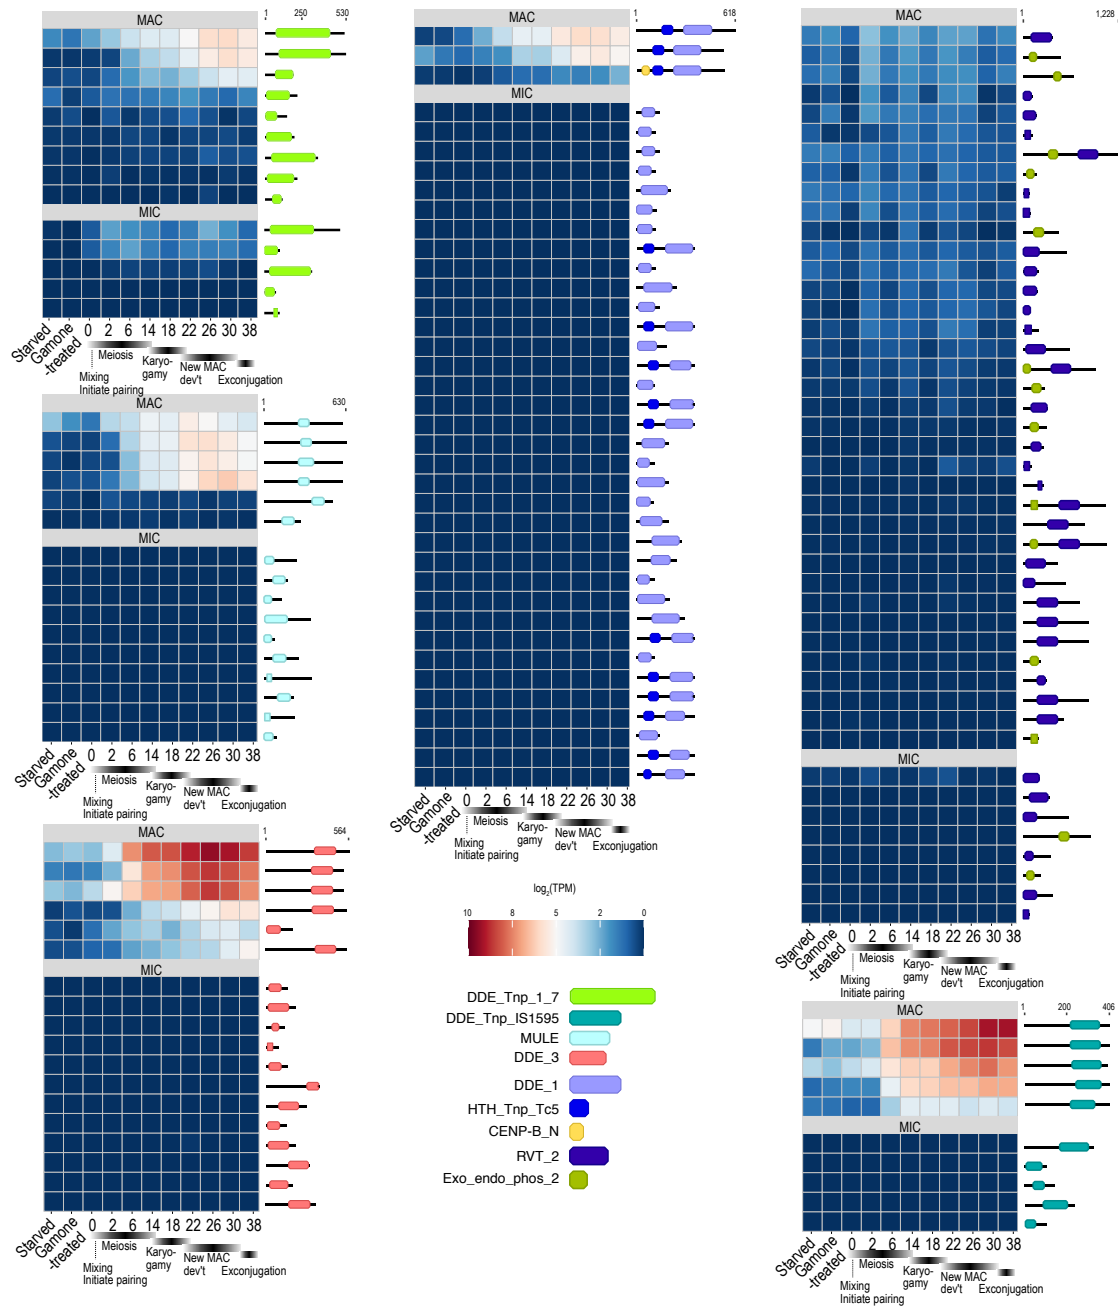 MAC
1 250 530
MIC
Starved
Gamone
-treated
0 2 6 14 18 22 26 30 38
Meiosis
Karyo-
gamy
New MAC
dev't
Exconjugation
Mixing
Initiate pairing
MAC
1 630
MIC
Starved
Gamone
-treated
0 2 6 14 18 22 26 30 38
Meiosis
Karyo-
gamy
New MAC
dev't
Exconjugation
Mixing
Initiate pairing
MAC
1 564
MIC
Starved
Gamone
-treated
0 2 6 14 18 22 26 30 38
Meiosis
Karyo-
gamy
New MAC
dev't
Exconjugation
Mixing
Initiate pairing
MAC
1 618
MIC
Starved
Gamone
-treated
0 2 6 14 18 22 26 30 38
Meiosis
Karyo-
gamy
New MAC
dev't
Exconjugation
Mixing
Initiate pairing
log2(TPM)
10 8 6 5 2 0
DDE_Tnp_1_7
DDE_Tnp_IS1595
MULE
DDE_3
DDE_1
HTH_Tnp_Tc5
CENP-B_N
RVT_2
Exo_endo_phos_2
MAC
1 1,228
MIC
Starved
Gamone
-treated
0 2 6 14 18 22 26 30 38
Meiosis
Karyo-
gamy
New MAC
dev't
Exconjugation
Mixing
Initiate pairing
MAC
1 200 406
MIC
Starved
Gamone
-treated
0 2 6 14 18 22 26 30 38
Meiosis
Karyo-
gamy
New MAC
dev't
Exconjugation
Mixing
Initiate pairing